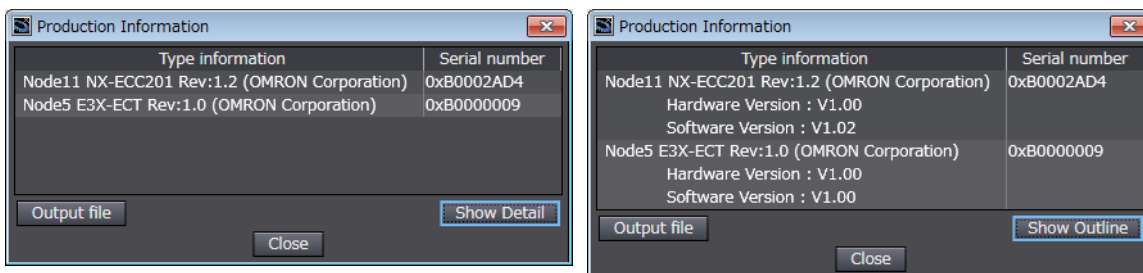 Production Information
Type information Serial number
Node11 NX-ECC201 Rev:1.2 (OMRON Corporation) 0xB0002AD4
Node5 E3X-ECT Rev:1.0 (OMRON Corporation) 0xB0000009
Output file Show Detail
Close
Production Information
Type information Serial number
Node11 NX-ECC201 Rev:1.2 (OMRON Corporation) 0xB0002AD4
Hardware Version : V1.00
Software Version : V1.02
Node5 E3X-ECT Rev:1.0 (OMRON Corporation) 0xB0000009
Hardware Version : V1.00
Software Version : V1.00
Output file Show Outline
Close